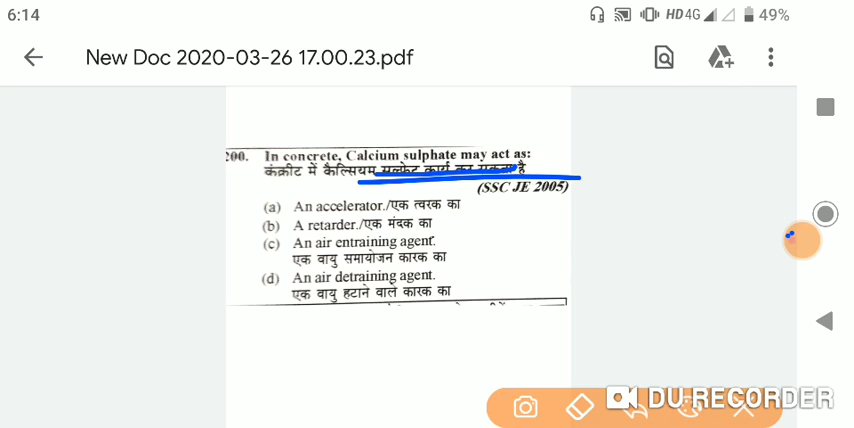 6:14 HD 4G 49%
New Doc 2020-03-26 17.00.23.pdf
200. In concrete, Calcium sulphate may act as:
कंक्रीट में कैल्सियम सल्फेट कार्य कर सकता है
(SSC JE 2005)
(a) An accelerator./एक त्वरक का
(b) A retarder./एक मंदक का
(c) An air entraining agent.
एक वायु समायोजन कारक का
(d) An air detraining agent.
एक वायु हटाने वाले कारक का
DU RECORDER